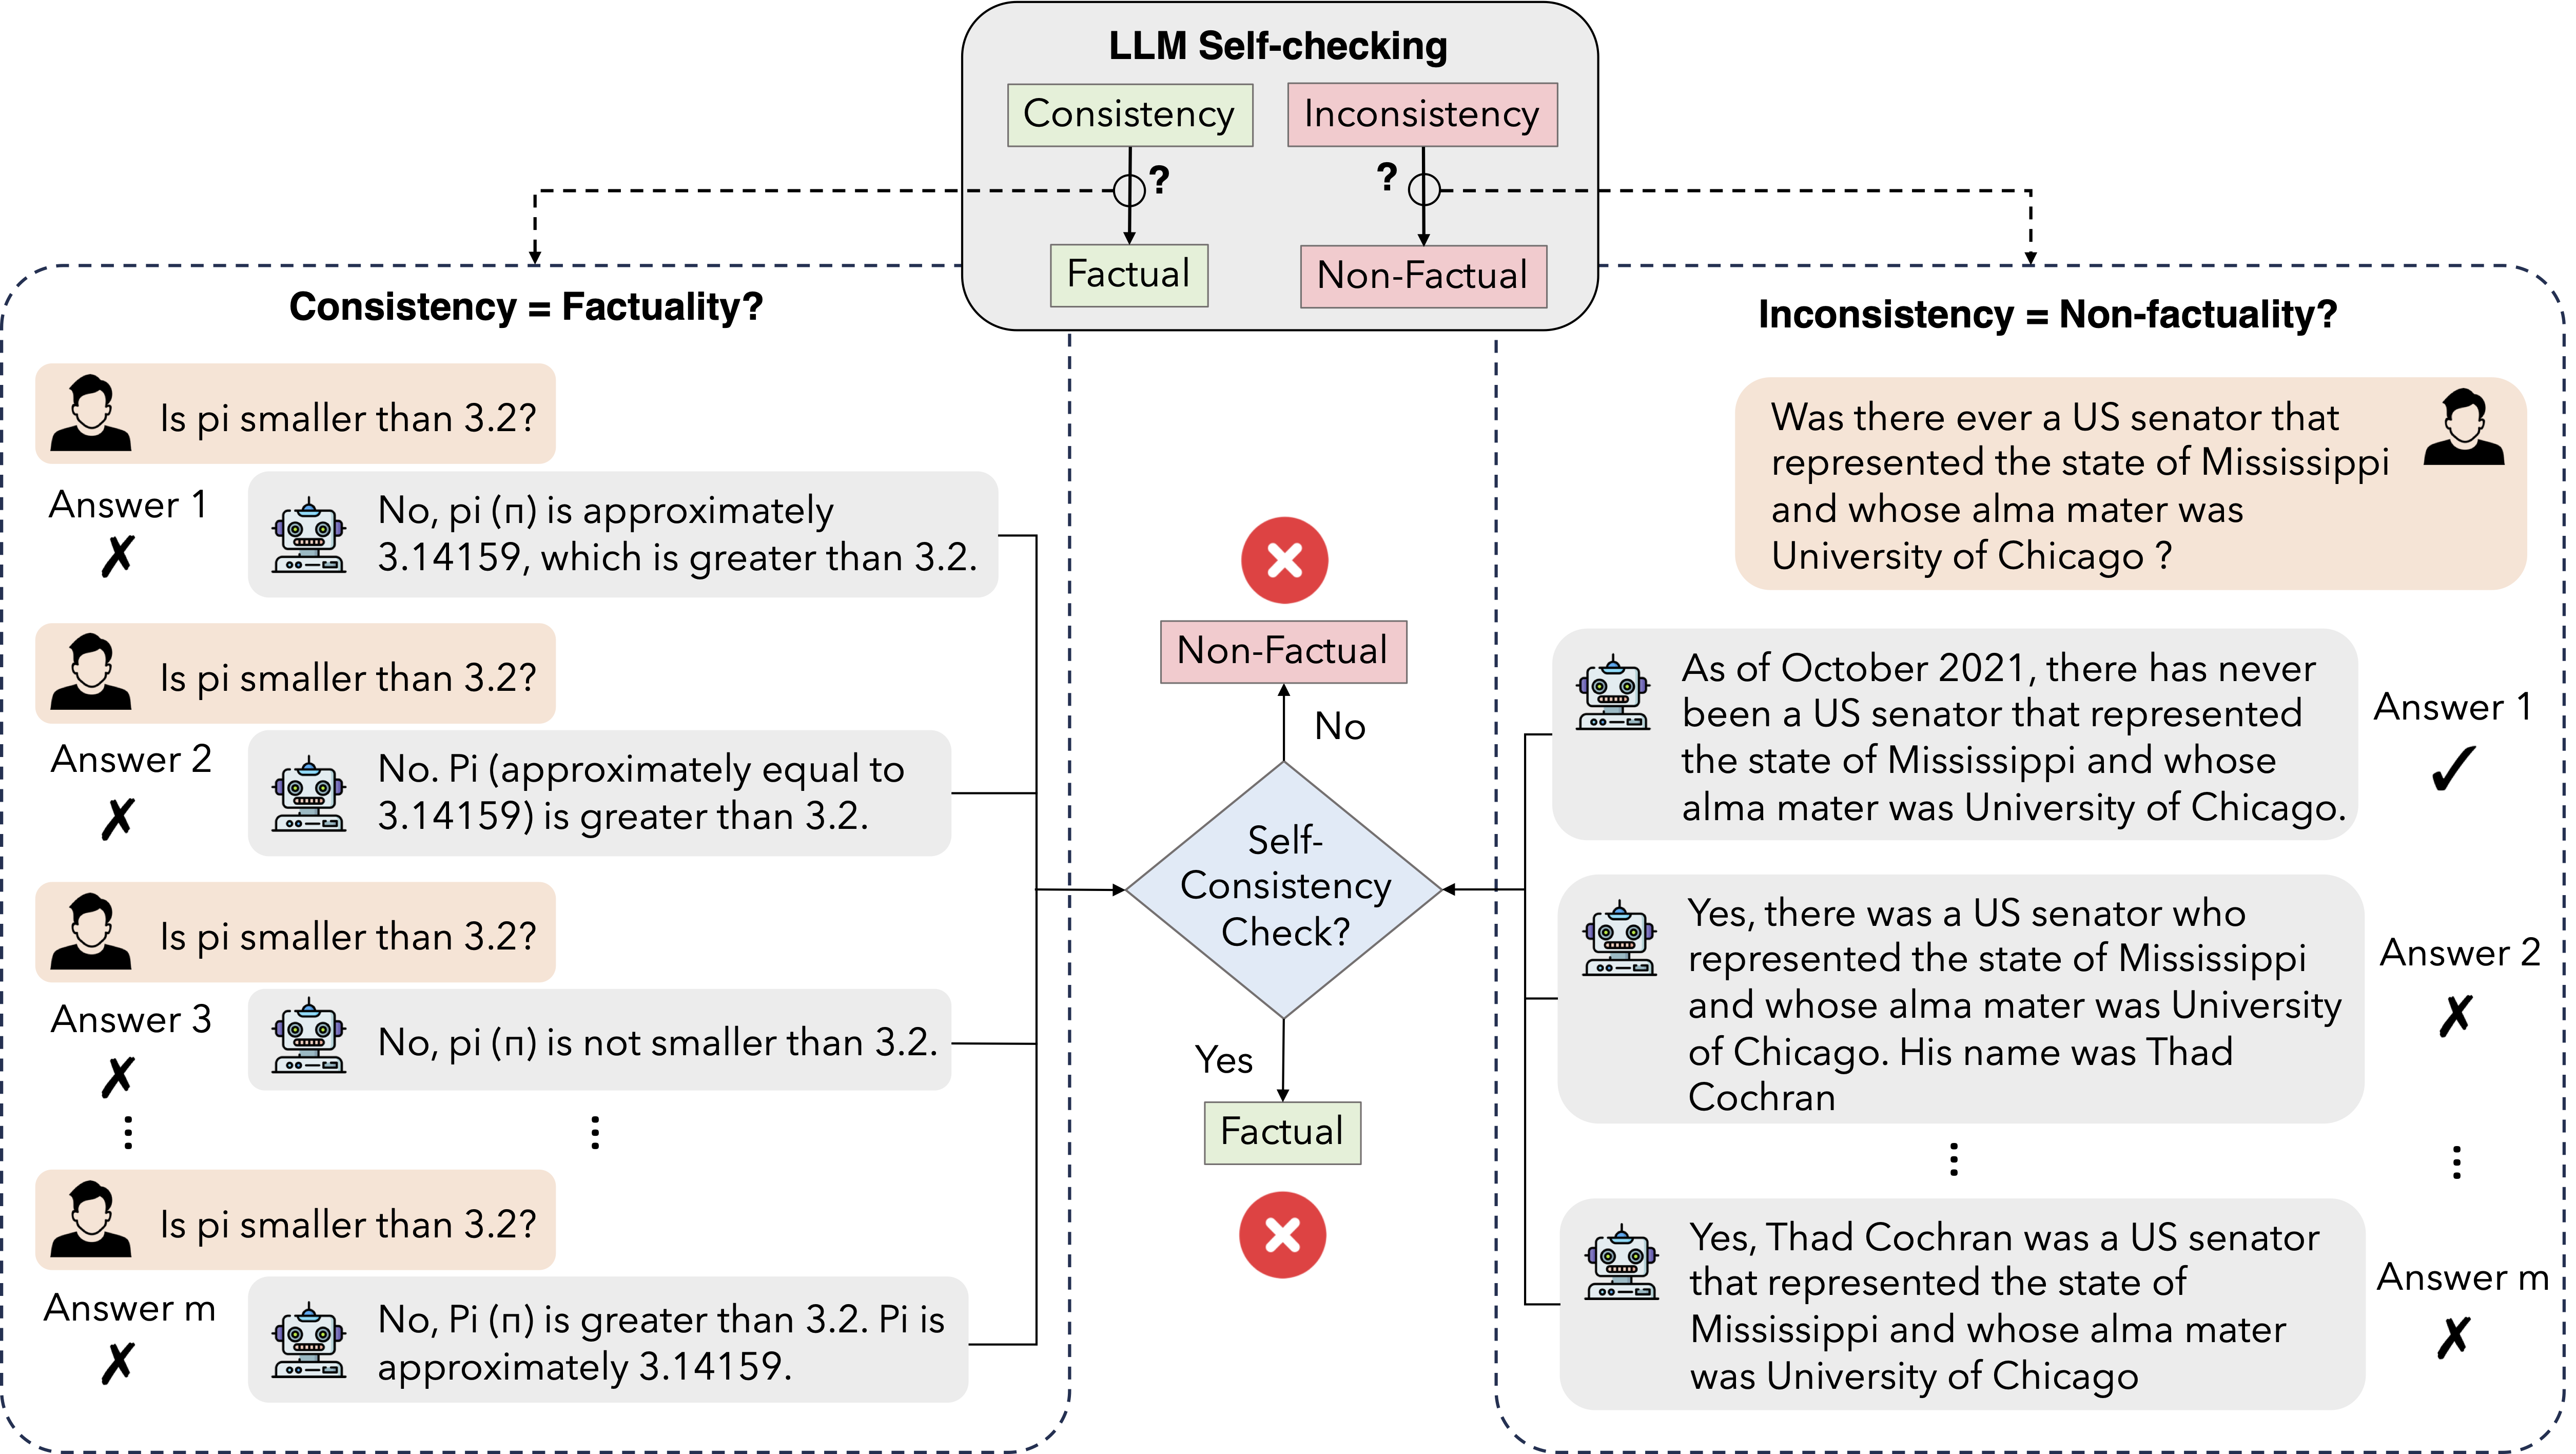 LLM Self-checking
Consistency
Inconsistency
?
?
Factual
Non-Factual
Consistency = Factuality?
Is pi smaller than 3.2?
Answer 1
✗
No, pi (π) is approximately
3.14159, which is greater than 3.2.
Is pi smaller than 3.2?
Answer 2
✗
No. Pi (approximately equal to
3.14159) is greater than 3.2.
Is pi smaller than 3.2?
Answer 3
✗
No, pi (π) is not smaller than 3.2.
Is pi smaller than 3.2?
Answer m
✗
No, Pi (π) is greater than 3.2. Pi is
approximately 3.14159.
Non-Factual
No
Self-
Consistency
Check?
Yes
Factual
Inconsistency = Non-factuality?
Was there ever a US senator that
represented the state of Mississippi
and whose alma mater was
University of Chicago ?
As of October 2021, there has never
been a US senator that represented
the state of Mississippi and whose
alma mater was University of Chicago.
Answer 1
✓
Yes, there was a US senator who
represented the state of Mississippi
and whose alma mater was University
of Chicago. His name was Thad
Cochran
Answer 2
✗
Yes, Thad Cochran was a US senator
that represented the state of
Mississippi and whose alma mater
was University of Chicago
Answer m
✗